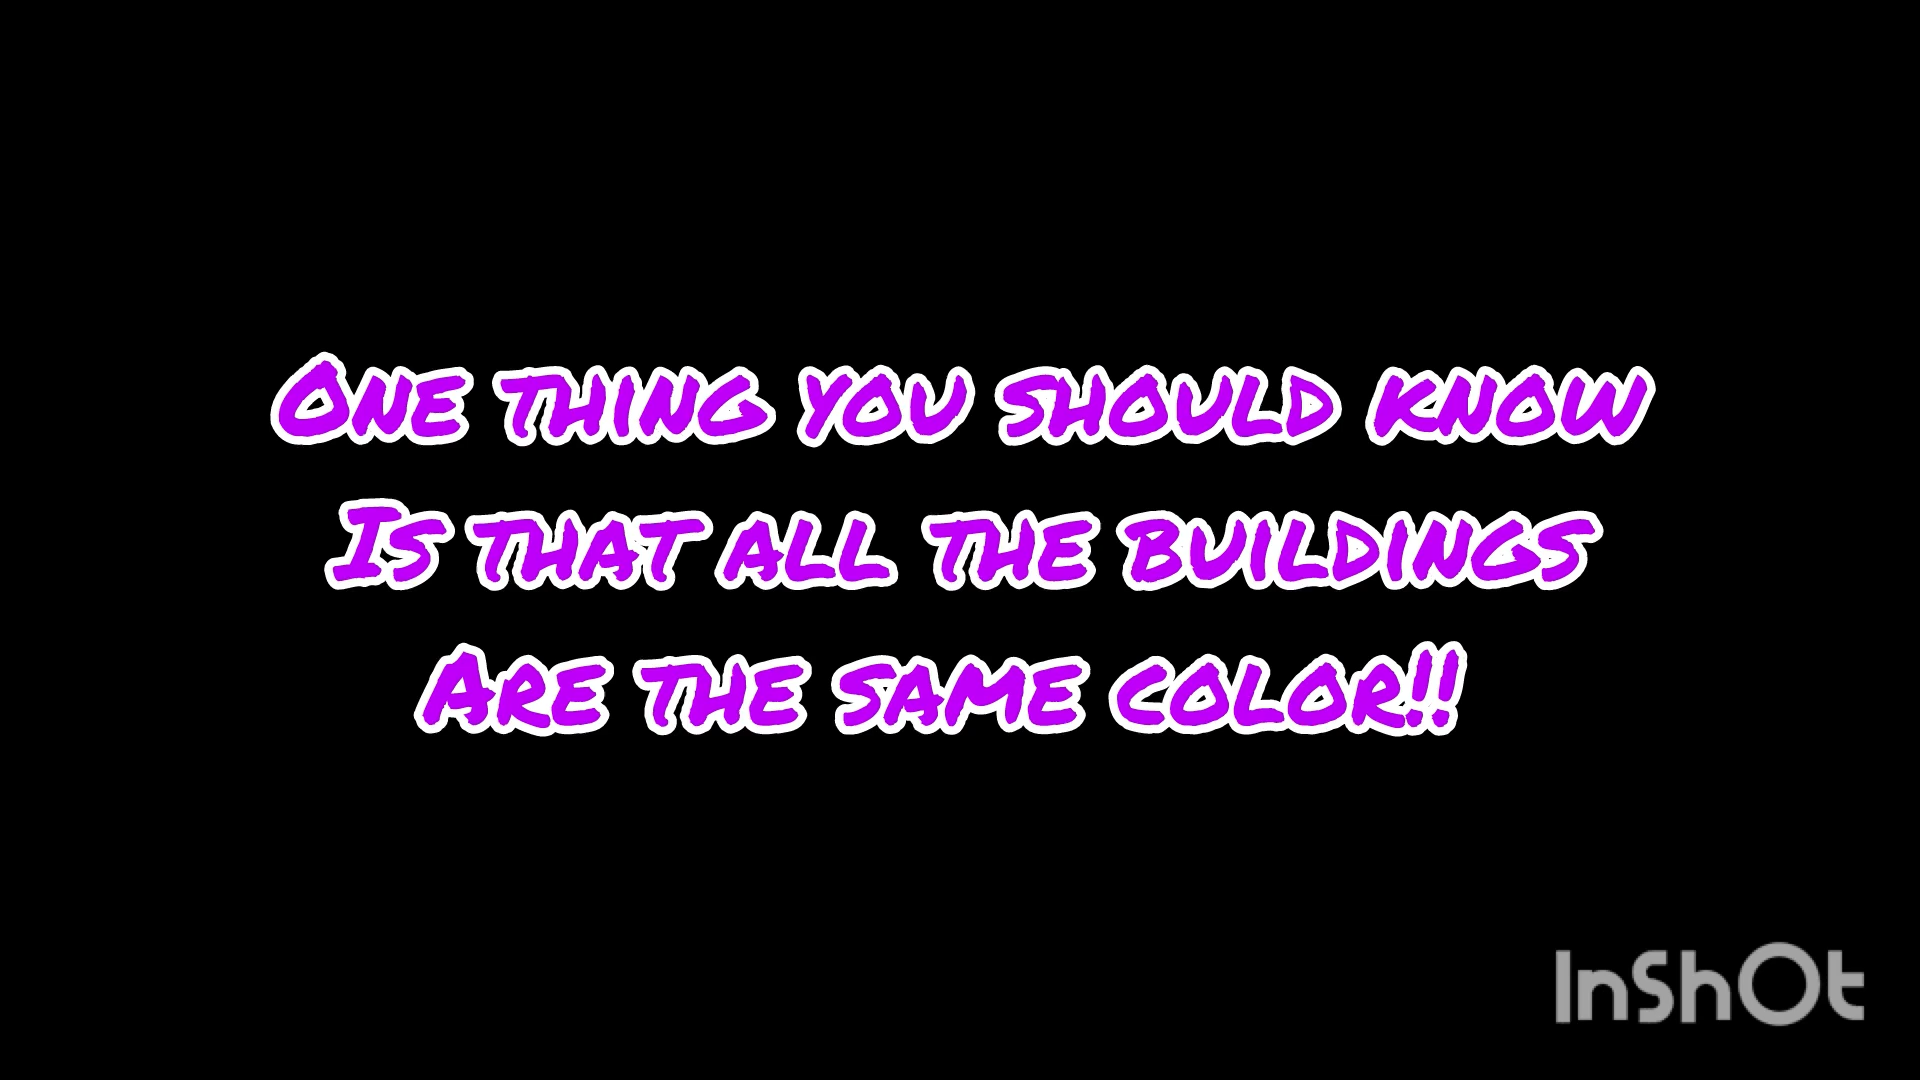 One thing you should know
Is that all the buildings
Are the same color!!
InShOt